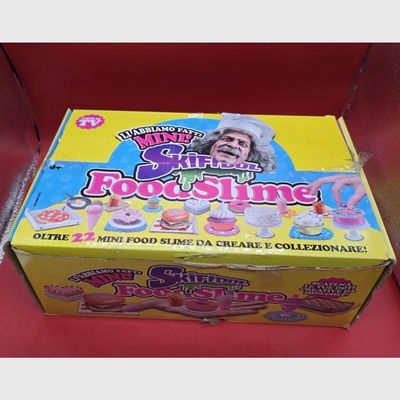 TV
LI ABBIAMO FATTI
MINI!
SKIFIDOL
Food Slime
OLTRE 22 MINI FOOD SLIME DA CREARE E COLLEZIONARE!
LI ABBIAMO FATTI
MINI!
SKIFIDOL
Food Slime